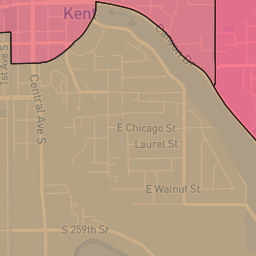 Kent
Canyon Dr
1st Ave S
Central Ave S
E Chicago St
Laurel St
E Walnut St
S 259th St